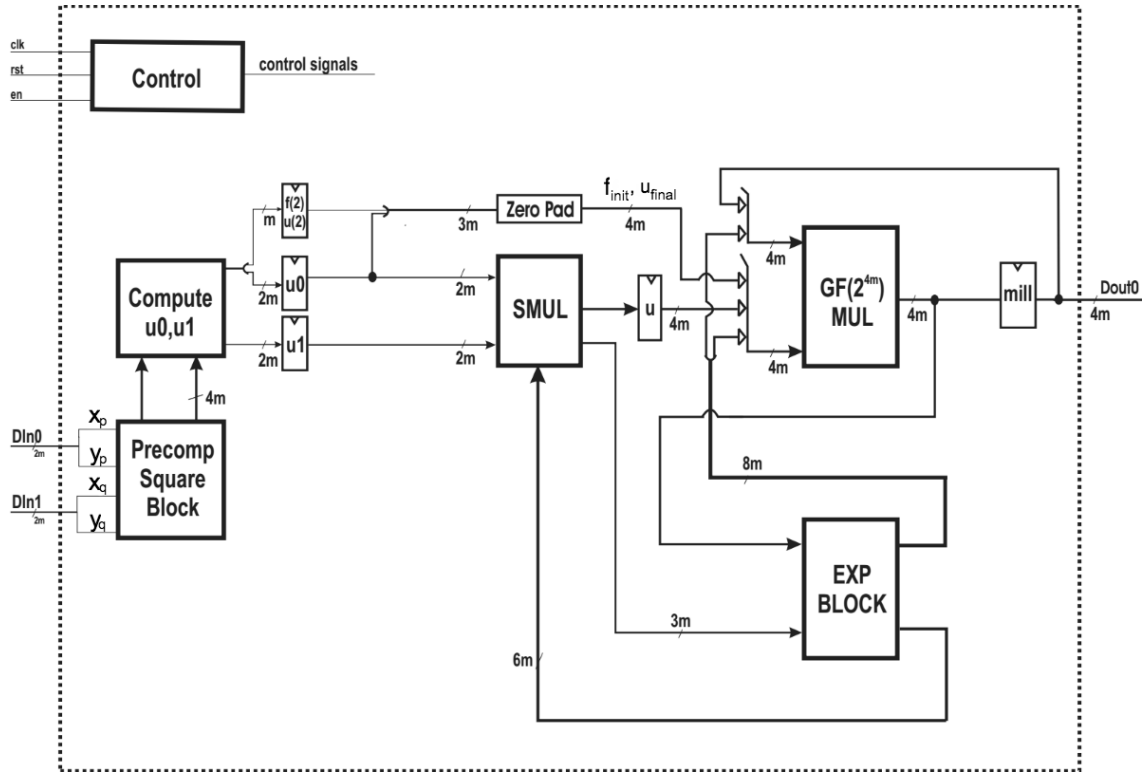 clk
rst
en
Control
control signals
f(2)
u(2)
m
3m
Zero Pad
f_init, u_final
4m
4m
Compute
u0,u1
u0
2m
2m
u1
2m
2m
SMUL
u
4m
4m
GF(2^4m)
MUL
4m
mill
Dout0
4m
4m
DIn0
2m
DIn1
2m
x_p
y_p
x_q
y_q
Precomp
Square
Block
8m
EXP
BLOCK
3m
6m